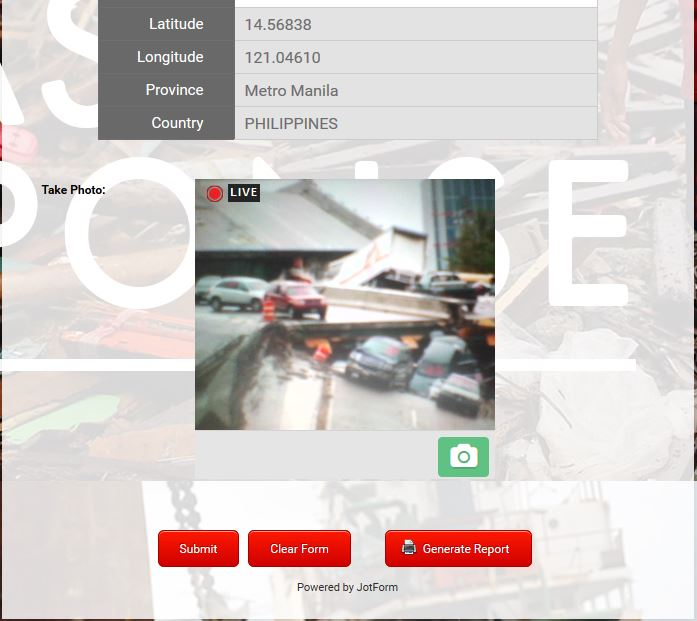 Latitude 14.56838
Longitude 121.04610
Province Metro Manila
Country PHILIPPINES
PONSE
Take Photo:
LIVE
Submit Clear Form Generate Report
Powered by JotForm